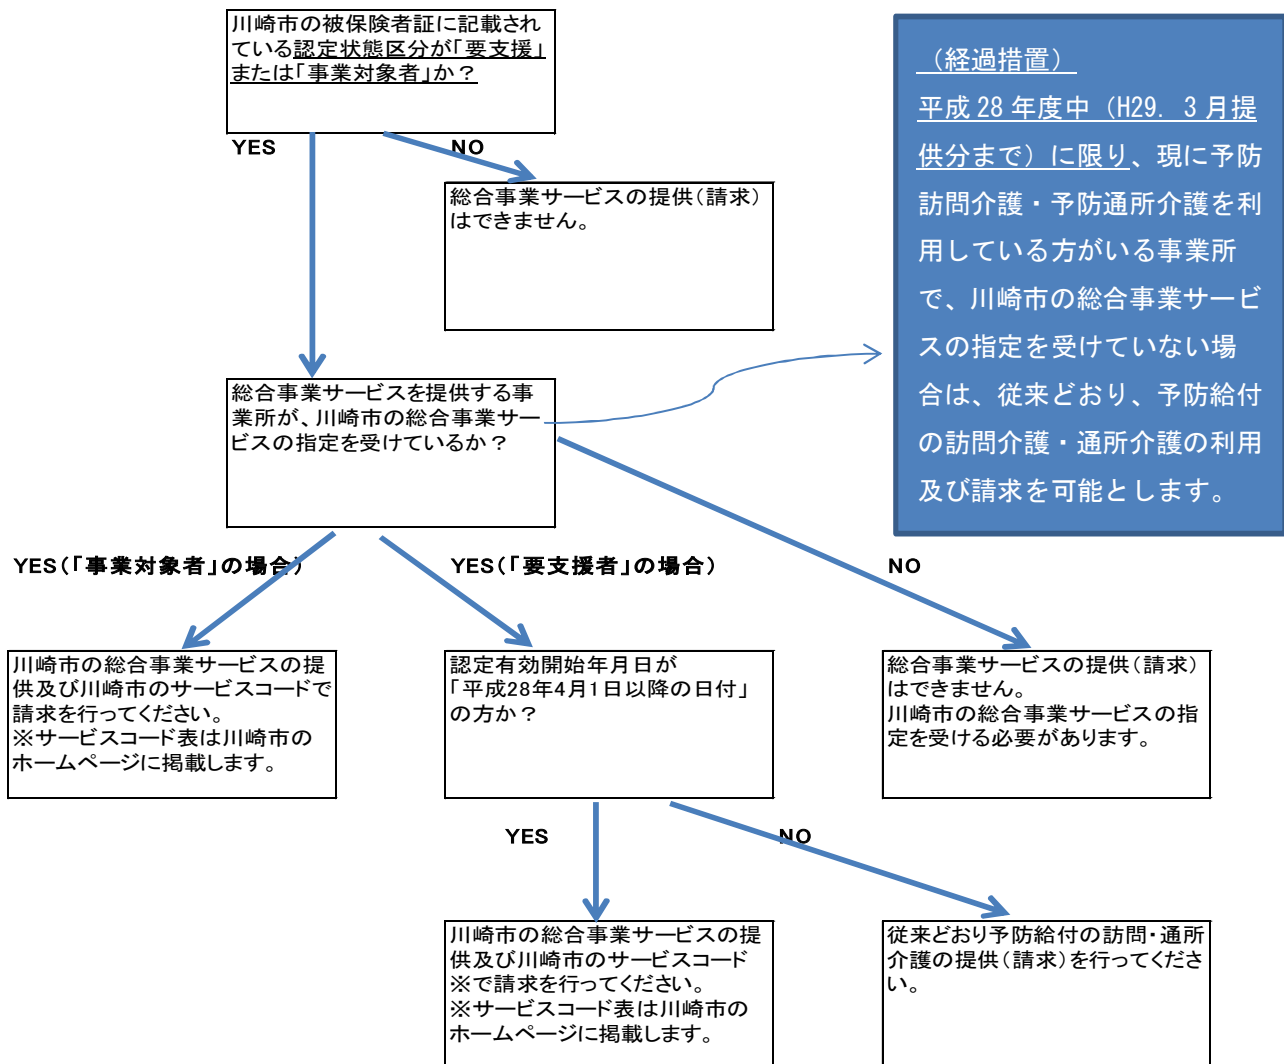 川崎市の被保険者証に記載され
ている認定状態区分が「要支援」
または「事業対象者」か？
YES
NO
総合事業サービスの提供（請求）
はできません。
（経過措置）
平成 28 年度中（H29. 3 月提
供分まで）に限り、現に予防
訪問介護・予防通所介護を利
用している方がいる事業所
で、川崎市の総合事業サービ
スの指定を受けていない場
合は、従来どおり、予防給付
の訪問介護・通所介護の利用
及び請求を可能とします。
総合事業サービスを提供する事
業所が、川崎市の総合事業サー
ビスの指定を受けているか？
YES（「事業対象者」の場合）
YES（「要支援者」の場合）
NO
川崎市の総合事業サービスの提
供及び川崎市のサービスコードで
請求を行ってください。
※サービスコード表は川崎市の
ホームページに掲載します。
認定有効開始年月日が
「平成28年4月1日以降の日付」
の方か？
総合事業サービスの提供（請求）
はできません。
川崎市の総合事業サービスの指
定を受ける必要があります。
YES
NO
川崎市の総合事業サービスの提
供及び川崎市のサービスコード
※で請求を行ってください。
※サービスコード表は川崎市の
ホームページに掲載します。
従来どおり予防給付の訪問・通所
介護の提供（請求）を行ってくださ
い。